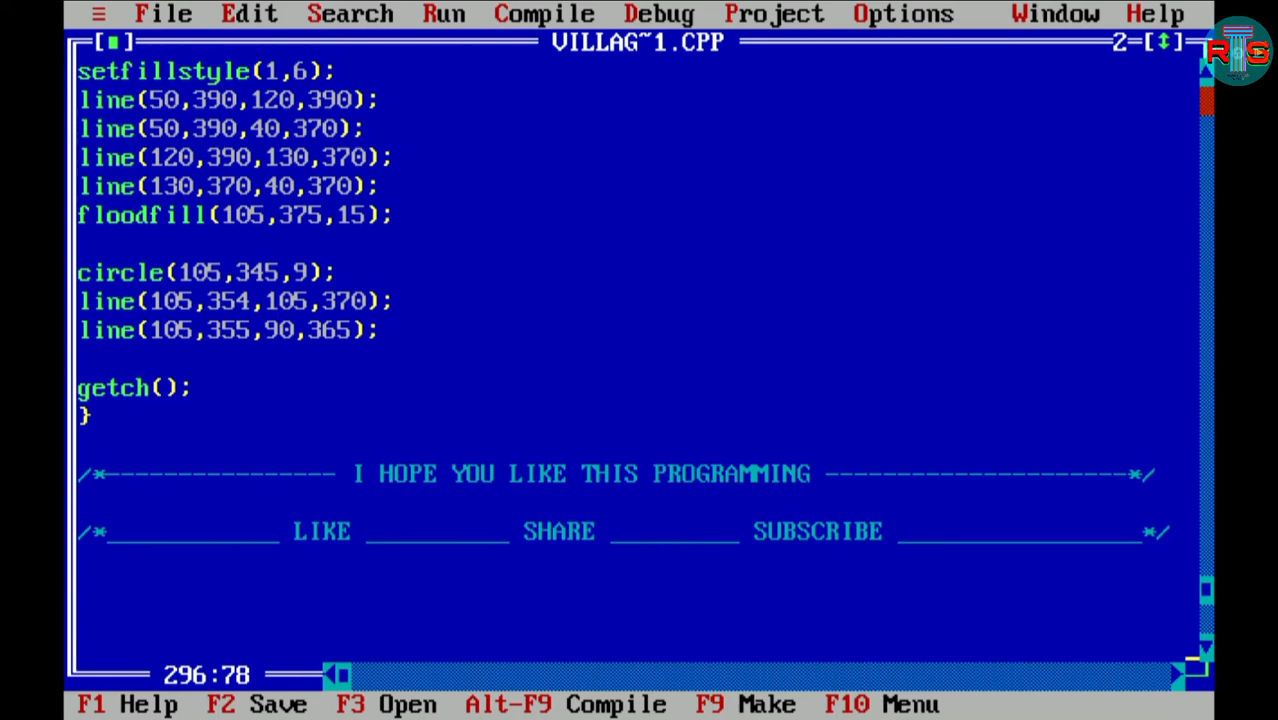 ≡ File Edit Search Run Compile Debug Project Options Window Help
[■] VILLAG~1.CPP 2=[↕]
RTS
setfillstyle(1,6);
line(50,390,120,390);
line(50,390,40,370);
line(120,390,130,370);
line(130,370,40,370);
floodfill(105,375,15);
circle(105,345,9);
line(105,354,105,370);
line(105,355,90,365);
getch();
}
/*---------------- I HOPE YOU LIKE THIS PROGRAMMING ---------------------*/
/*____________ LIKE __________ SHARE _________ SUBSCRIBE _________________*/
296:78
F1 Help F2 Save F3 Open Alt-F9 Compile F9 Make F10 Menu